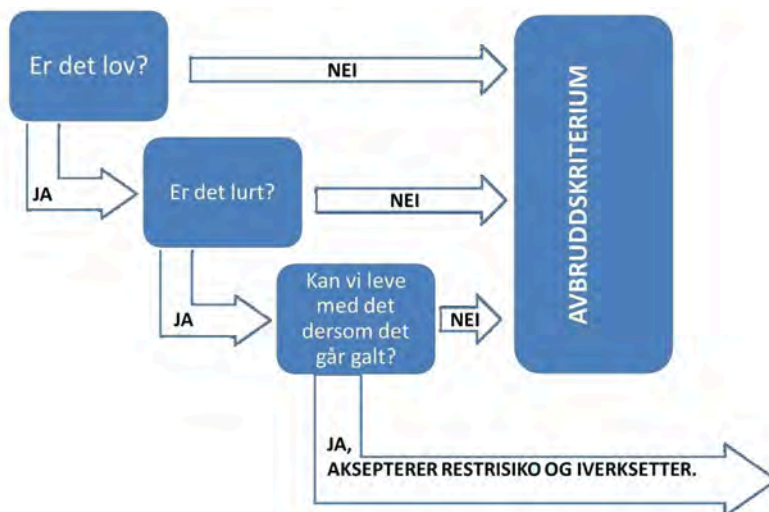 Er det lov?
NEI
JA
Er det lurt?
NEI
JA
Kan vi leve
med det
dersom det
går galt?
NEI
AVBRUDDSKRITERIUM
JA,
AKSEPTERER RESTRISIKO OG IVERKSETTER.